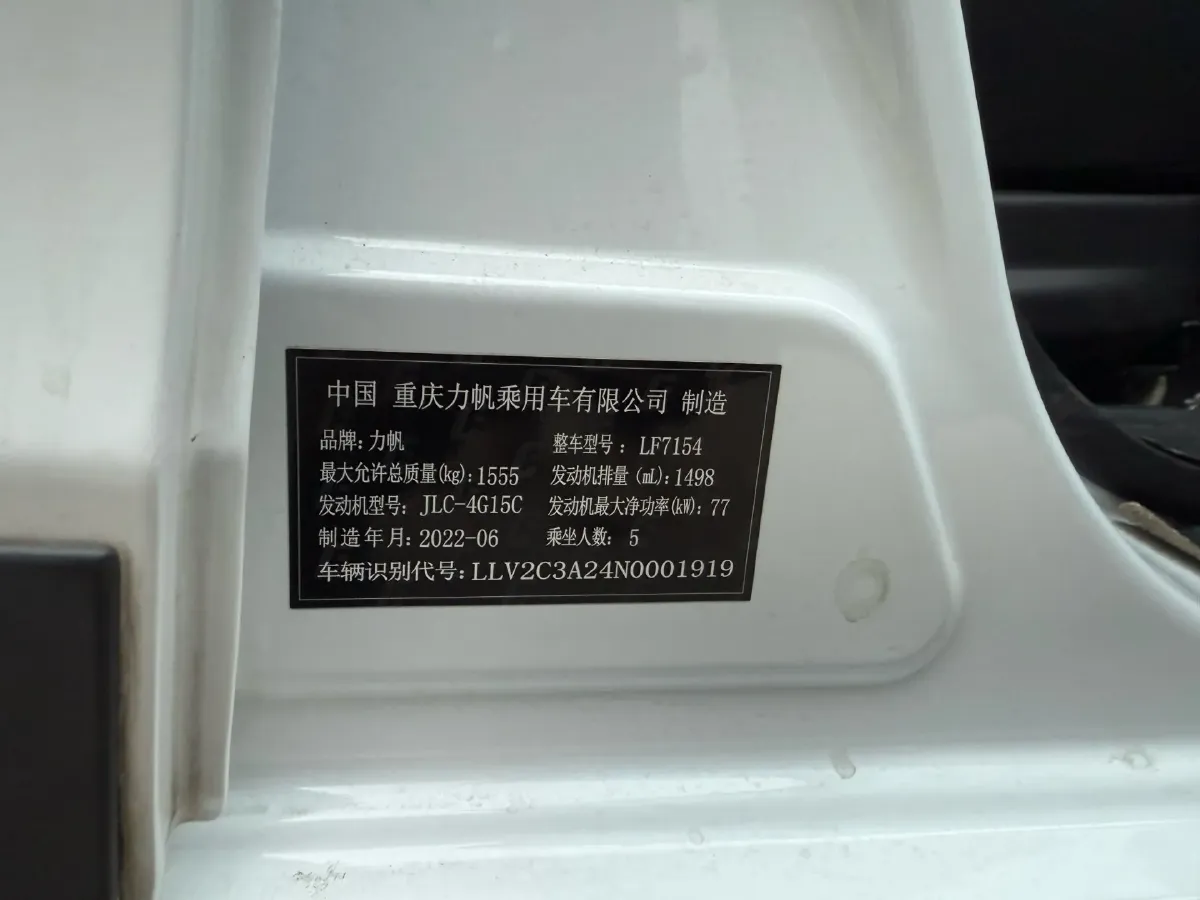 中国 重庆力帆乘用车有限公司 制造
品牌: 力帆 整车型号: LF7154
最大允许总质量(kg): 1555 发动机排量 (mL): 1498
发动机型号: JLC-4G15C 发动机最大净功率(kW): 77
制造年月: 2022-06 乘坐人数: 5
车辆识别代号: LLV2C3A24N0001919